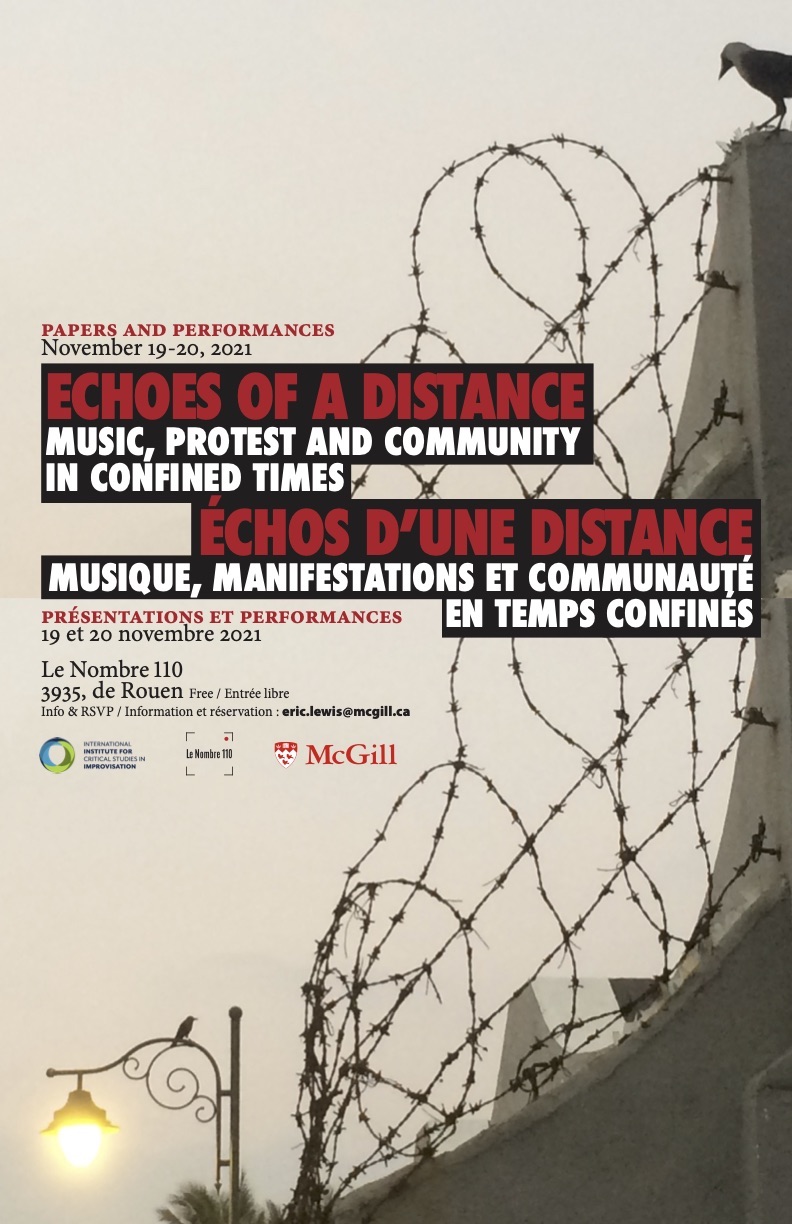 PAPERS AND PERFORMANCES
November 19-20, 2021
ECHOES OF A DISTANCE
MUSIC, PROTEST AND COMMUNITY
IN CONFINED TIMES
ÉCHOS D'UNE DISTANCE
MUSIQUE, MANIFESTATIONS ET COMMUNAUTÉ
EN TEMPS CONFINÉS
PRÉSENTATIONS ET PERFORMANCES
19 et 20 novembre 2021
Le Nombre 110
3935, de Rouen Free / Entrée libre
Info & RSVP / Information et réservation : eric.lewis@mcgill.ca
INTERNATIONAL
INSTITUTE FOR
CRITICAL STUDIES IN
IMPROVISATION
Le Nombre 110
McGill